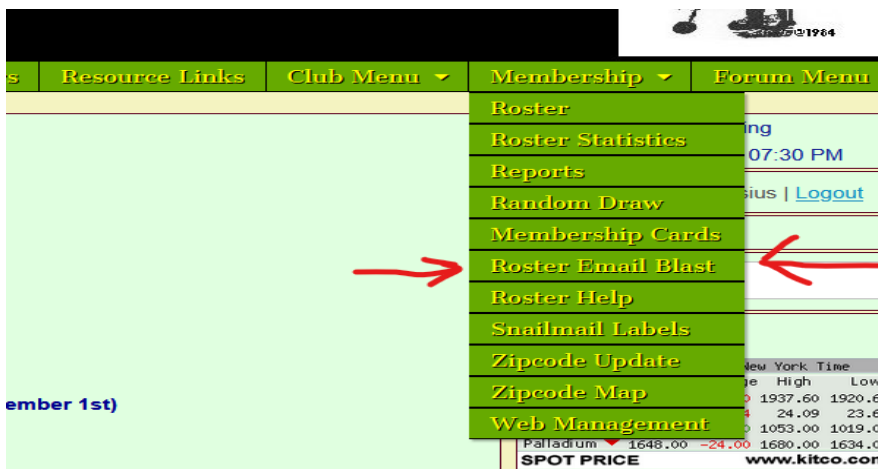 ©1984
s Resource Links Club Menu Membership Forum Menu
Roster
Roster Statistics
Reports
Random Draw
Membership Cards
Roster Email Blast
Roster Help
Snailmail Labels
Zipcode Update
Zipcode Map
Web Management
ing
07:30 PM
sius | Logout
ember 1st)
New York Time
ge High Low
0 1937.60 1920.6
4 24.09 23.6
0 1053.00 1019.0
Palladium 1648.00 -24.00 1680.00 1634.0
SPOT PRICE www.kitco.com